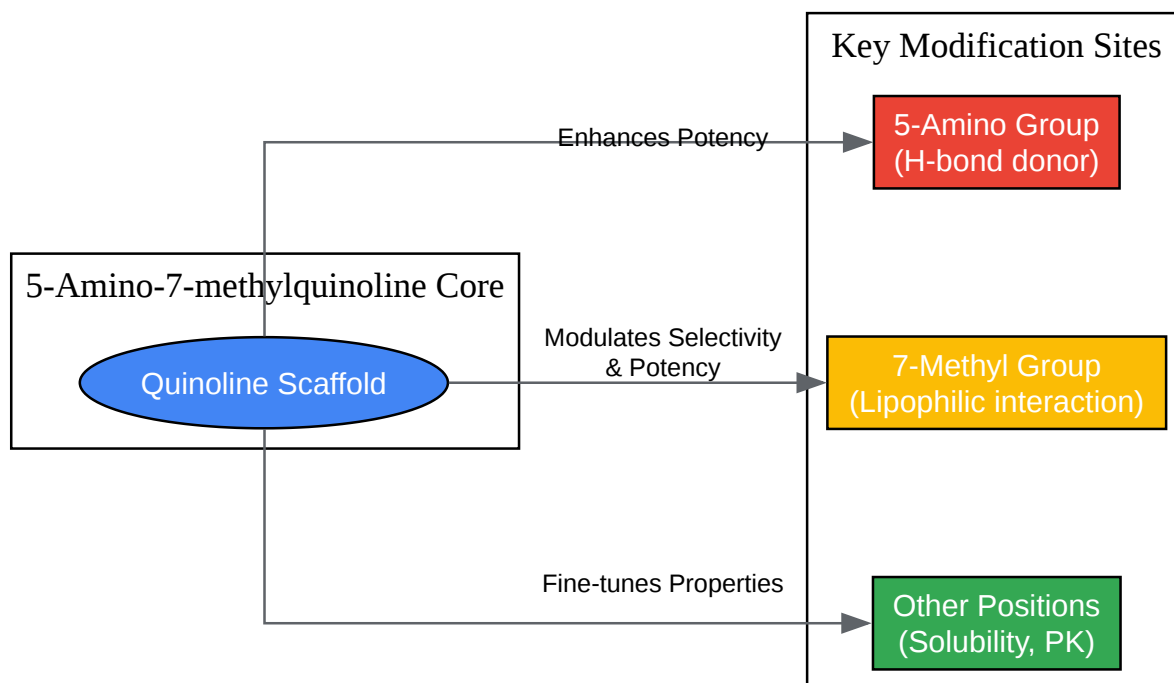 Key Modification Sites
5-Amino Group
(H-bond donor)
Enhances Potency
5-Amino-7-methylquinoline Core
Quinoline Scaffold
Modulates Selectivity
& Potency
7-Methyl Group
(Lipophilic interaction)
Fine-tunes Properties
Other Positions
(Solubility, PK)